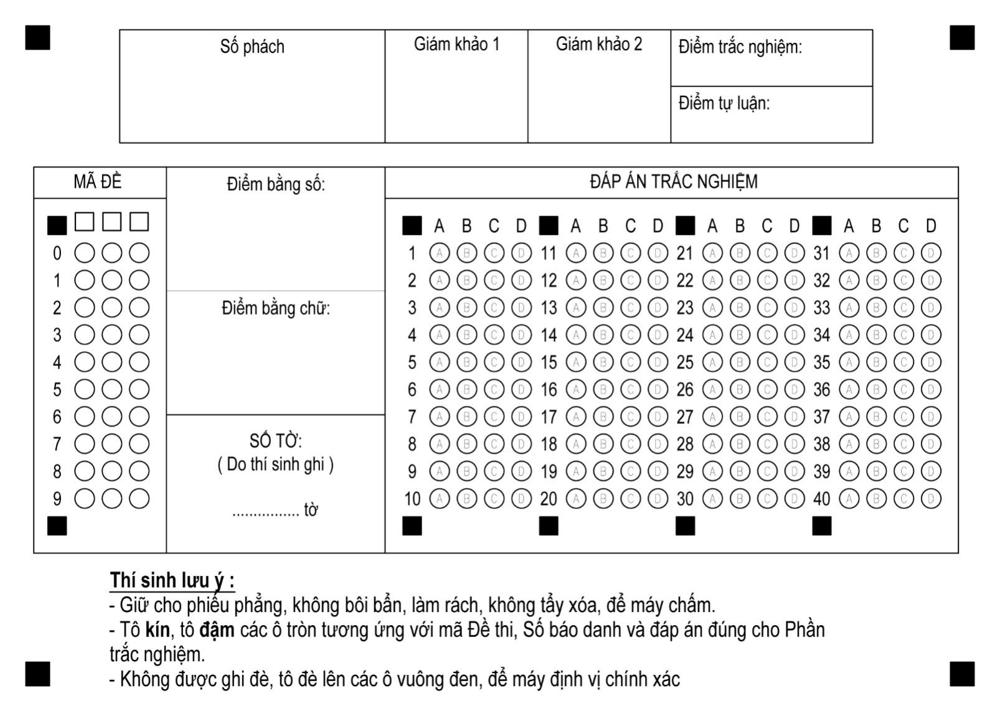 Số phách
Giám khảo 1
Giám khảo 2
Điểm trắc nghiệm:
Điểm tự luận:
MÃ ĐỀ
Điểm bằng số:
ĐÁP ÁN TRẮC NGHIỆM
A B C D A B C D A B C D A B C D
0 1 A B C D 11 A B C D 21 A B C D 31 A B C D
1 2 A B C D 12 A B C D 22 A B C D 32 A B C D
2 Điểm bằng chữ: 3 A B C D 13 A B C D 23 A B C D 33 A B C D
3 4 A B C D 14 A B C D 24 A B C D 34 A B C D
4 5 A B C D 15 A B C D 25 A B C D 35 A B C D
5 6 A B C D 16 A B C D 26 A B C D 36 A B C D
6 7 A B C D 17 A B C D 27 A B C D 37 A B C D
7 SỐ TỜ: 8 A B C D 18 A B C D 28 A B C D 38 A B C D
8 ( Do thí sinh ghi ) 9 A B C D 19 A B C D 29 A B C D 39 A B C D
9 10 A B C D 20 A B C D 30 A B C D 40 A B C D
................ tờ
Thí sinh lưu ý :
- Giữ cho phiếu phẳng, không bôi bẩn, làm rách, không tẩy xóa, để máy chấm.
- Tô kín, tô đậm các ô tròn tương ứng với mã Đề thi, Số báo danh và đáp án đúng cho Phần
trắc nghiệm.
- Không được ghi đè, tô đè lên các ô vuông đen, để máy định vị chính xác